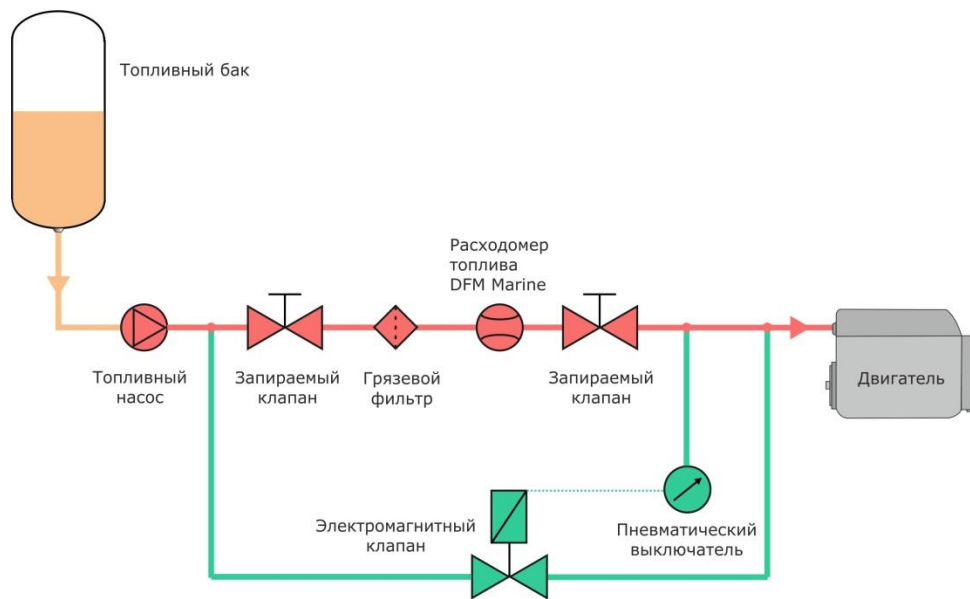 Топливный бак
Расходомер
топлива
DFM Marine
Топливный
насос
Запираемый
клапан
Грязевой
фильтр
Запираемый
клапан
Двигатель
Электромагнитный
клапан
Пневматический
выключатель